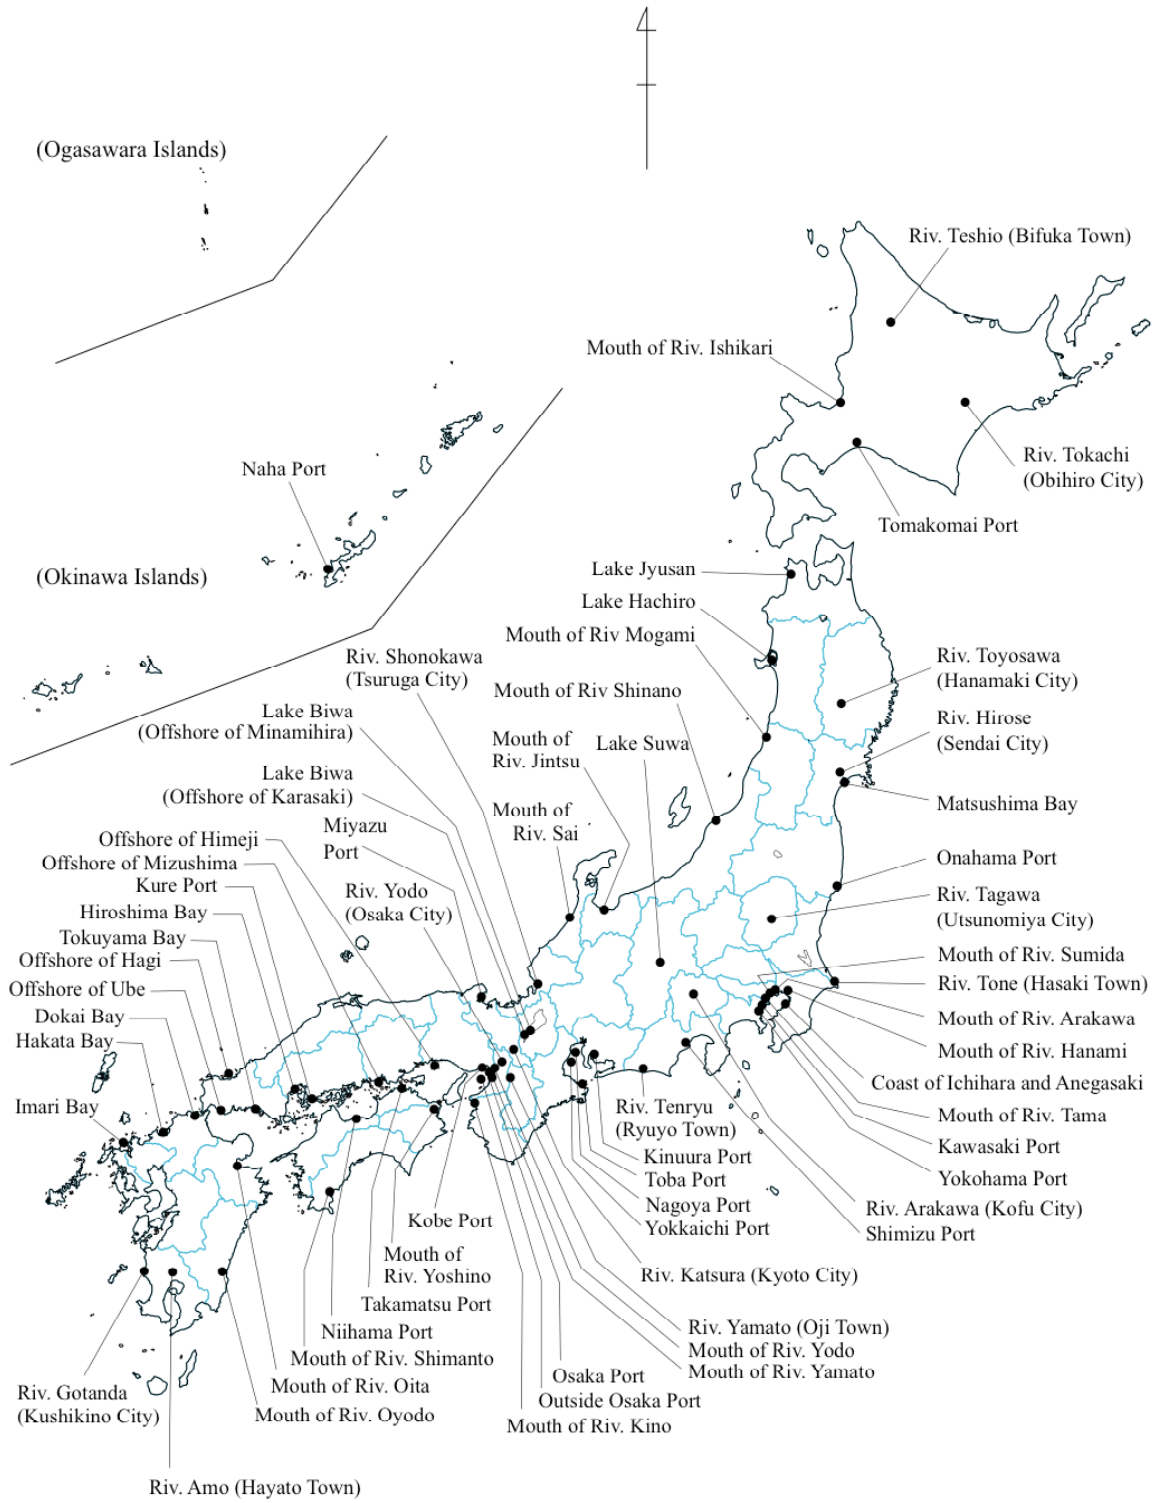 (Ogasawara Islands)
Riv. Teshio (Bifuka Town)
Mouth of Riv. Ishikari
Riv. Tokachi
(Obihiro City)
Naha Port
Tomakomai Port
(Okinawa Islands)
Lake Jyusan
Lake Hachiro
Mouth of Riv Mogami
Riv. Shonokawa
(Tsuruga City)
Riv. Toyosawa
(Hanamaki City)
Mouth of Riv Shinano
Lake Biwa
(Offshore of Minamihira)
Riv. Hirose
(Sendai City)
Mouth of
Riv. Jintsu
Lake Suwa
Lake Biwa
(Offshore of Karasaki)
Matsushima Bay
Mouth of
Riv. Sai
Miyazu
Port
Offshore of Himeji
Offshore of Mizushima
Onahama Port
Kure Port
Riv. Yodo
(Osaka City)
Riv. Tagawa
(Utsunomiya City)
Hiroshima Bay
Tokuyama Bay
Offshore of Hagi
Mouth of Riv. Sumida
Riv. Tone (Hasaki Town)
Offshore of Ube
Dokai Bay
Mouth of Riv. Arakawa
Hakata Bay
Mouth of Riv. Hanami
Coast of Ichihara and Anegasaki
Imari Bay
Riv. Tenryu
(Ryuyo Town)
Mouth of Riv. Tama
Kawasaki Port
Kinuura Port
Yokohama Port
Toba Port
Nagoya Port
Riv. Arakawa (Kofu City)
Kobe Port
Yokkaichi Port
Shimizu Port
Mouth of
Riv. Yoshino
Riv. Katsura (Kyoto City)
Takamatsu Port
Niihama Port
Riv. Yamato (Oji Town)
Mouth of Riv. Yodo
Mouth of Riv. Shimanto
Mouth of Riv. Yamato
Osaka Port
Mouth of Riv. Oita
Riv. Gotanda
(Kushikino City)
Outside Osaka Port
Mouth of Riv. Oyodo
Mouth of Riv. Kino
Riv. Amo (Hayato Town)